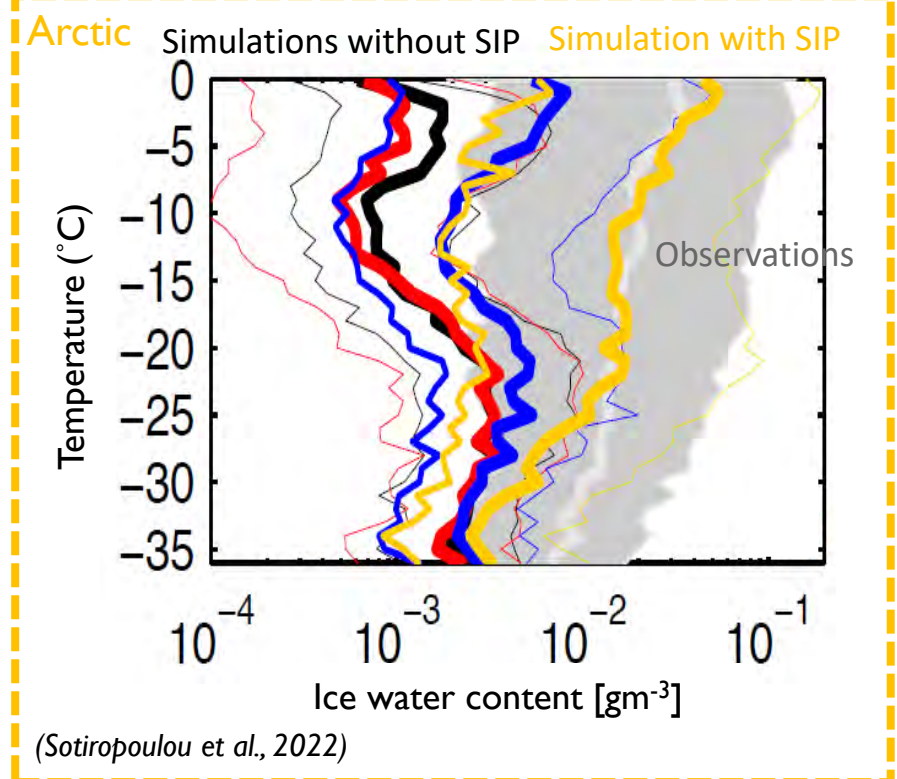 Arctic Simulations without SIP Simulation with SIP
0
−5
−10
−15
−20
−25
−30
−35
Temperature (°C)
Observations
10⁻⁴ 10⁻³ 10⁻² 10⁻¹
Ice water content [gm⁻³]
(Sotiropoulou et al., 2022)